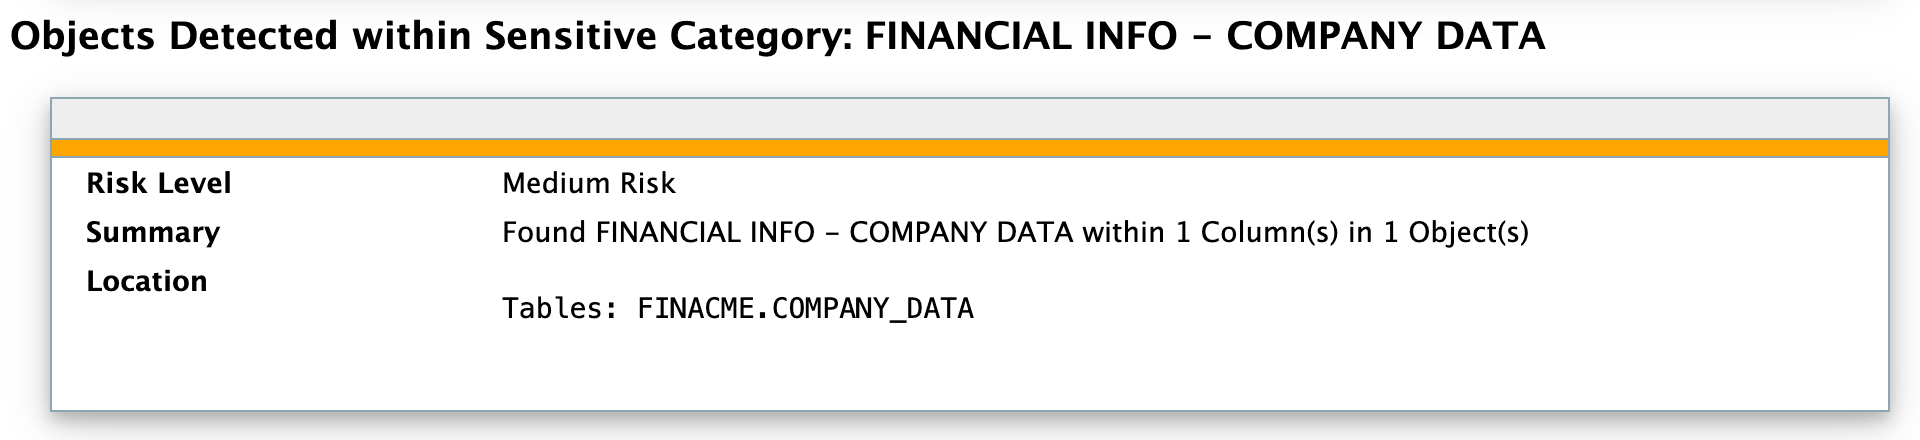 Objects Detected within Sensitive Category: FINANCIAL INFO – COMPANY DATA
Risk Level Medium Risk
Summary Found FINANCIAL INFO – COMPANY DATA within 1 Column(s) in 1 Object(s)
Location
Tables: FINACME.COMPANY_DATA